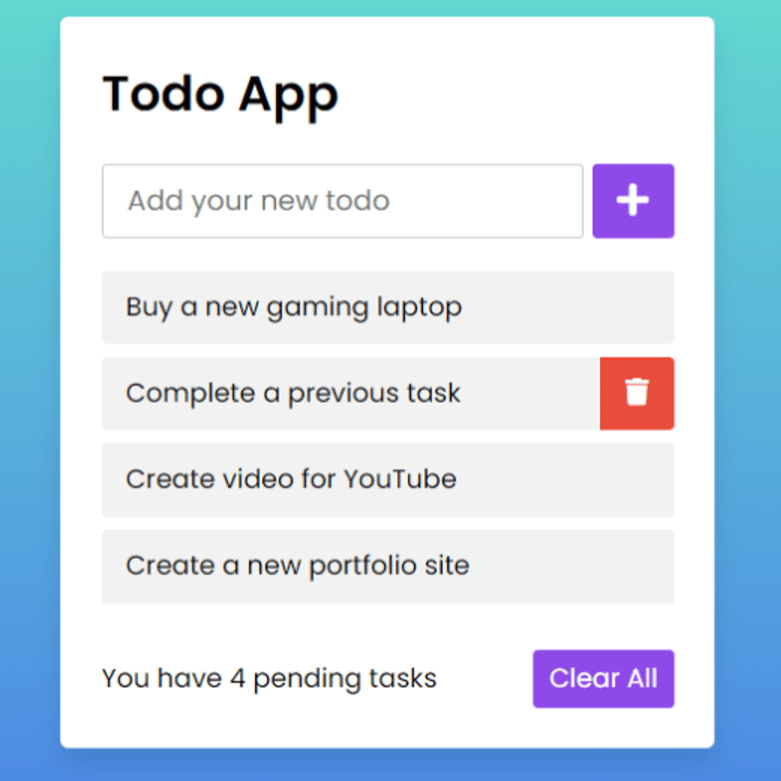 Todo App
Add your new todo
Buy a new gaming laptop
Complete a previous task
Create video for YouTube
Create a new portfolio site
You have 4 pending tasks
Clear All